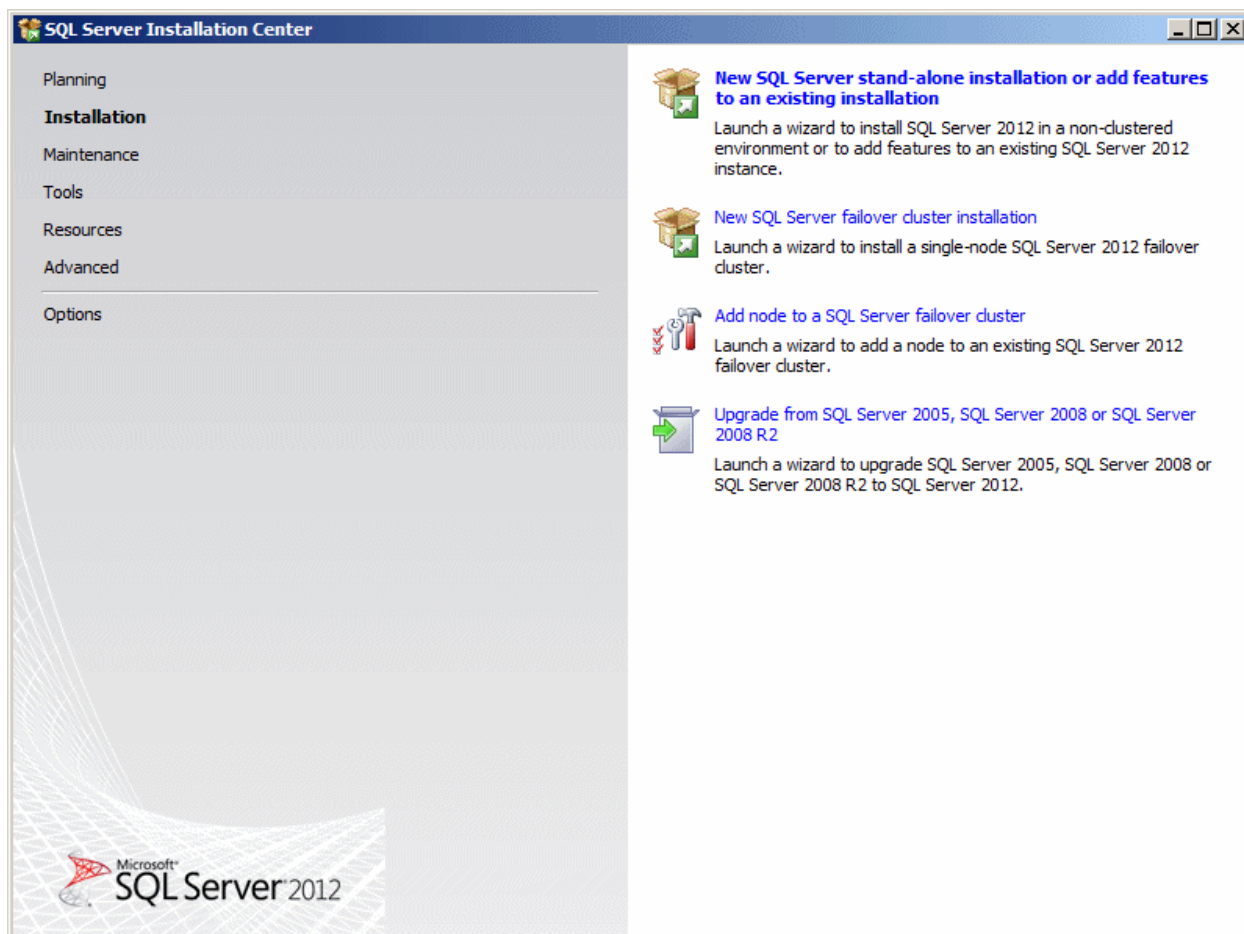 SQL Server Installation Center
Planning
Installation
Maintenance
Tools
Resources
Advanced
Options
New SQL Server stand-alone installation or add features
to an existing installation
Launch a wizard to install SQL Server 2012 in a non-clustered
environment or to add features to an existing SQL Server 2012
instance.
New SQL Server failover cluster installation
Launch a wizard to install a single-node SQL Server 2012 failover
cluster.
Add node to a SQL Server failover cluster
Launch a wizard to add a node to an existing SQL Server 2012
failover cluster.
Upgrade from SQL Server 2005, SQL Server 2008 or SQL Server
2008 R2
Launch a wizard to upgrade SQL Server 2005, SQL Server 2008 or
SQL Server 2008 R2 to SQL Server 2012.
Microsoft®
SQL Server® 2012